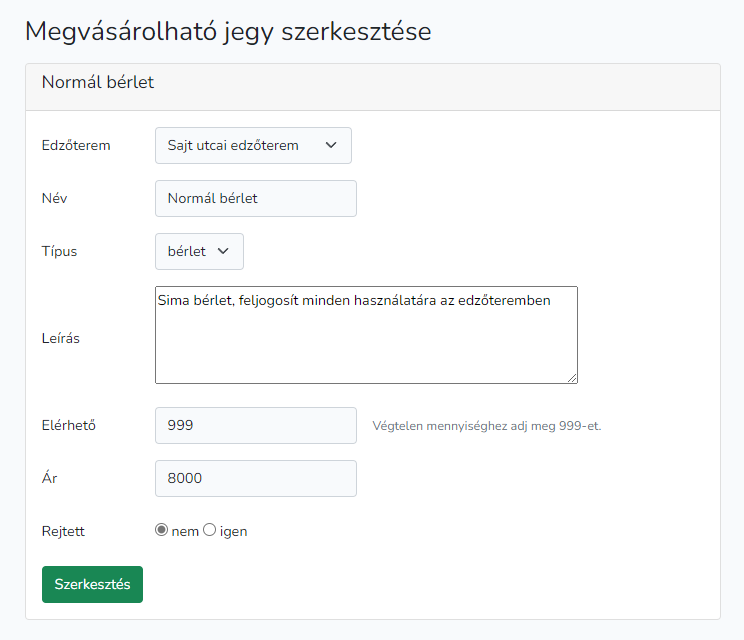 Megvásárolható jegy szerkesztése
Normál bérlet
Edzőterem Sajt utcai edzőterem
Név Normál bérlet
Típus bérlet
Leírás Sima bérlet, feljogosít minden használatára az edzőteremben
Elérhető 999 Végtelen mennyiséghez adj meg 999-et.
Ár 8000
Rejtett nem igen
Szerkesztés